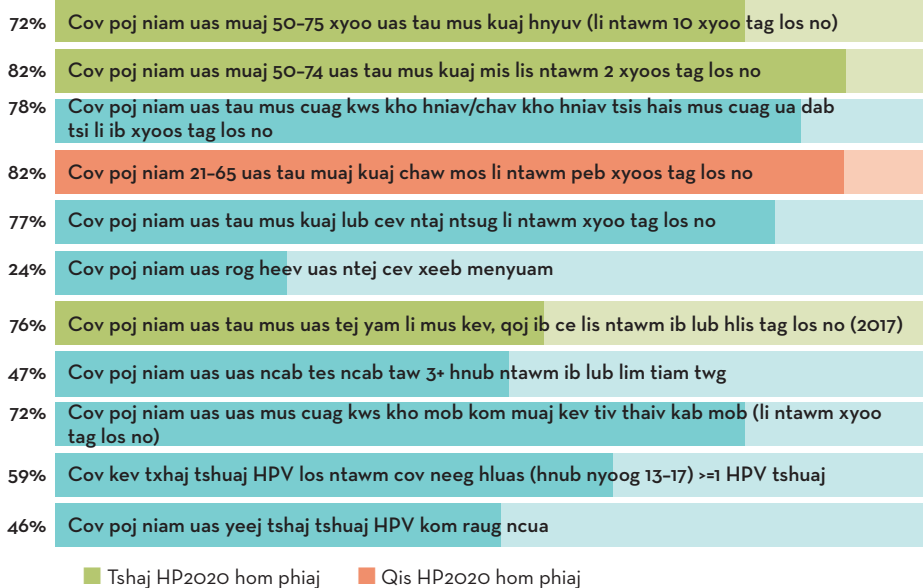 72% Cov poj niam uas muaj 50–75 xyoo uas tau mus kuaj hnyuv (li ntawm 10 xyoo tag los no)
82% Cov poj niam uas muaj 50–74 uas tau mus kuaj mis lis ntawm 2 xyoos tag los no
78% Cov poj niam uas tau mus cuag kws kho hniav/chav kho hniav tsis hais mus cuag ua dab
tsi li ib xyoos tag los no
82% Cov poj niam 21–65 uas tau muaj kuaj chaw mos li ntawm peb xyoos tag los no
77% Cov poj niam uas tau mus kuaj lub cev ntaj ntsug li ntawm xyoo tag los no
24% Cov poj niam uas rog heev uas ntej cev xeeb menyuam
76% Cov poj niam uas tau mus uas tej yam li mus kev, qoj ib ce lis ntawm ib lub hlis tag los no (2017)
47% Cov poj niam uas uas ncab tes ncab taw 3+ hnub ntawm ib lub lim tiam twg
72% Cov poj niam uas uas mus cuag kws kho mob kom muaj kev tiv thaiv kab mob (li ntawm xyoo
tag los no)
59% Cov kev txhaj tshuaj HPV los ntawm cov neeg hluas (hnub nyoog 13–17) >=1 HPV tshuaj
46% Cov poj niam uas yeej tshaj tshuaj HPV kom raug ncua
Tshaj HP2020 hom phiaj Qis HP2020 hom phiaj